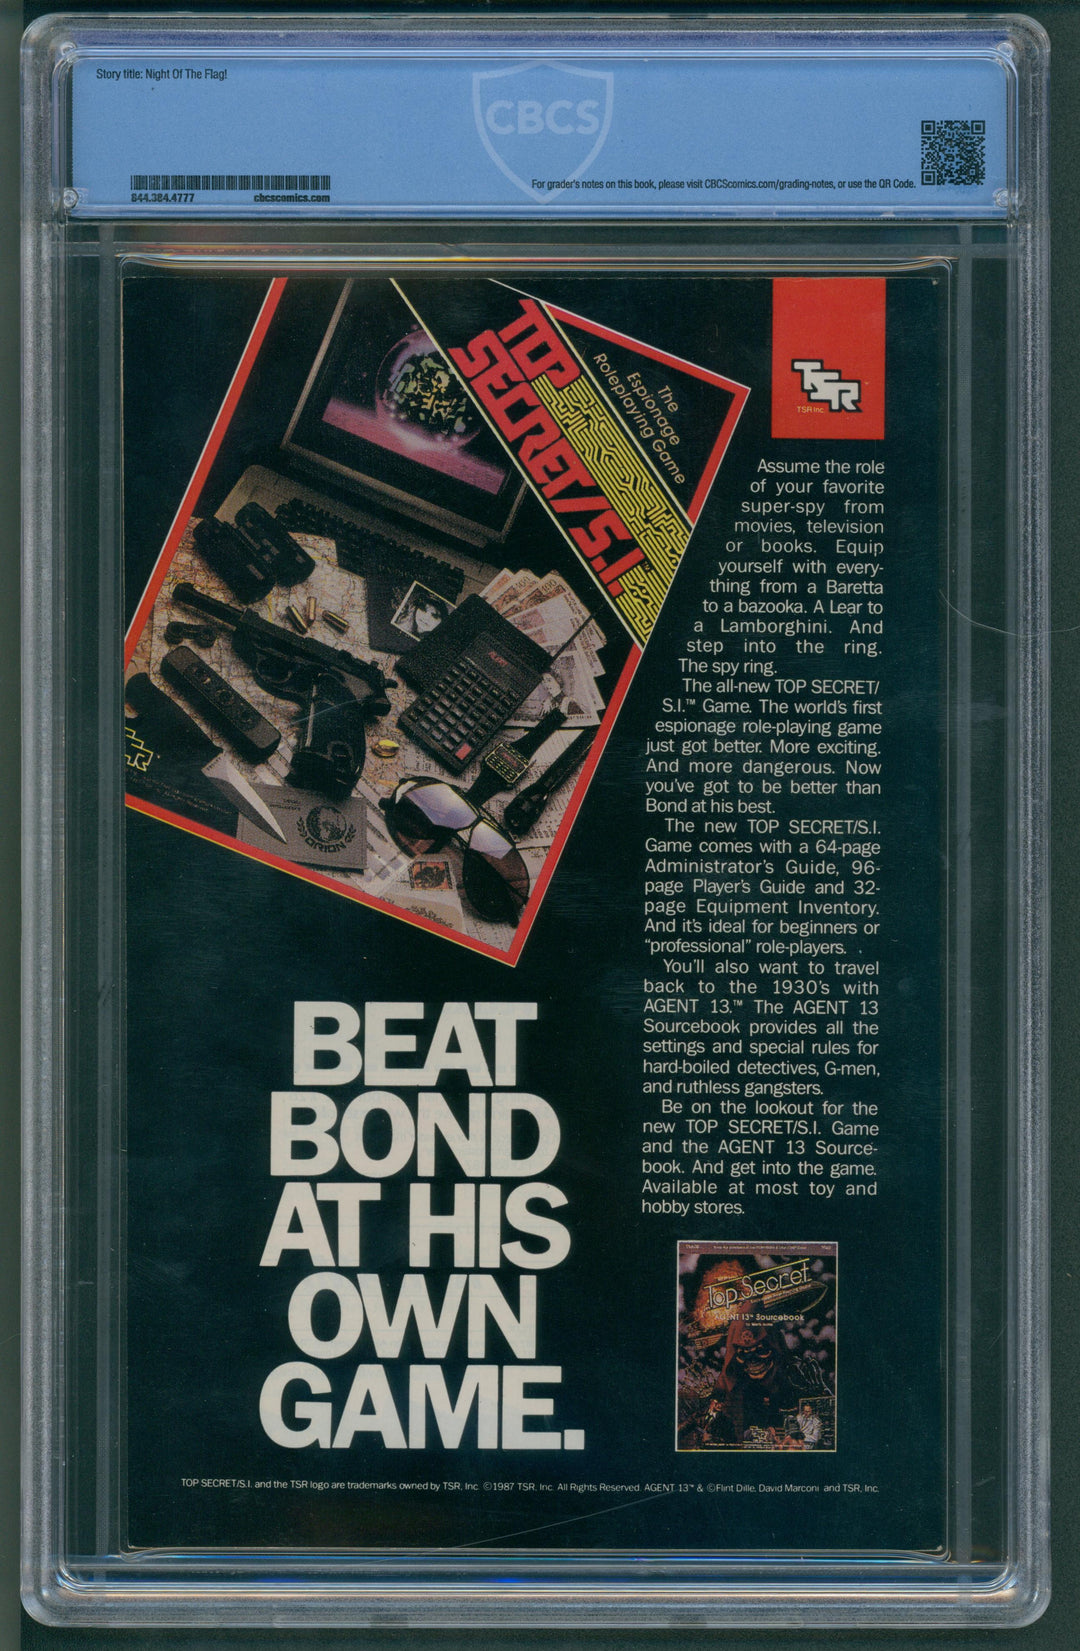 Story title: Night Of The Flag!
CBCS
844.384.4777
cbcscomics.com
For grader's notes on this book, please visit CBCScomics.com/grading-notes, or use the QR Code.
TOP
SECRET/S.I.™
The
Espionage
Roleplaying Game
TSR
TSR Inc.
TSR
ORION
Assume the role
of your favorite
super-spy from
movies, television
or books. Equip
yourself with every-
thing from a Baretta
to a bazooka. A Lear to
a Lamborghini. And
step into the ring.
The spy ring.
The all-new TOP SECRET/
S.I.™ Game. The world's first
espionage role-playing game
just got better. More exciting.
And more dangerous. Now
you've got to be better than
Bond at his best.
The new TOP SECRET/S.I.
Game comes with a 64-page
Administrator's Guide, 96-
page Player's Guide and 32-
page Equipment Inventory.
And it's ideal for beginners or
"professional" role-players.
You'll also want to travel
back to the 1930's with
AGENT 13.™ The AGENT 13
Sourcebook provides all the
settings and special rules for
hard-boiled detectives, G-men,
and ruthless gangsters.
Be on the lookout for the
new TOP SECRET/S.I. Game
and the AGENT 13 Source-
book. And get into the game.
Available at most toy and
hobby stores.
BEAT
BOND
AT HIS
OWN
GAME.
Top Secret
AGENT 13™ Sourcebook
TOP SECRET/S.I. and the TSR logo are trademarks owned by TSR, Inc. ©1987 TSR, Inc. All Rights Reserved. AGENT 13™ & ©Flint Dille, David Marconi and TSR, Inc.